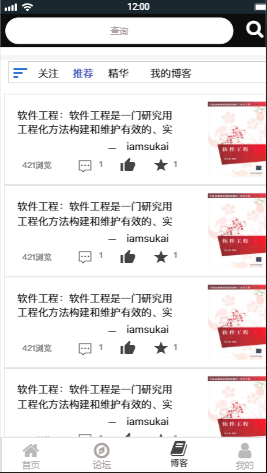 12:00
查询
关注 推荐 精华 我的博客
软件工程：软件工程是一门研究用
工程化方法构建和维护有效的、实
— iamsukai
421浏览 1 1
软件工程
软件工程：软件工程是一门研究用
工程化方法构建和维护有效的、实
— iamsukai
421浏览 1 1
软件工程
软件工程：软件工程是一门研究用
工程化方法构建和维护有效的、实
— iamsukai
421浏览 1 1
软件工程
软件工程：软件工程是一门研究用
工程化方法构建和维护有效的、实
— iamsukai
软件工程
首页 论坛 博客 我的